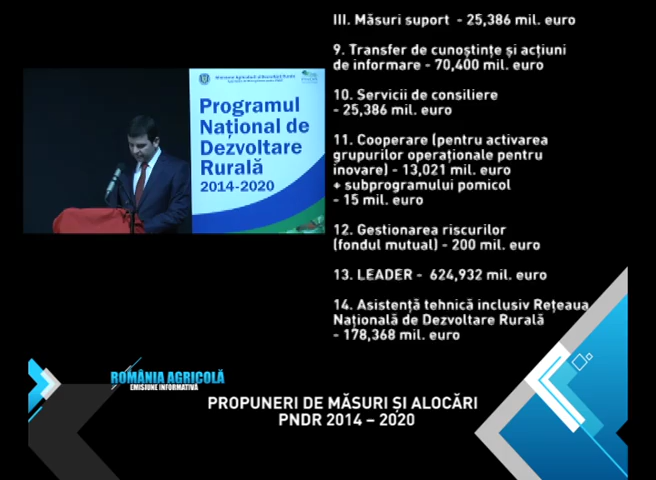 III. Măsuri suport - 25,386 mil. euro
9. Transfer de cunoștințe și acțiuni
de informare - 70,400 mil. euro
10. Servicii de consiliere
- 25,386 mil. euro
11. Cooperare (pentru activarea
grupurilor operaționale pentru
inovare) - 13,021 mil. euro
+ subprogramului pomicol
- 15 mil. euro
12. Gestionarea riscurilor
(fondul mutual) - 200 mil. euro
13. LEADER - 624,932 mil. euro
14. Asistență tehnică inclusiv Rețeaua
Națională de Dezvoltare Rurală
- 178,368 mil. euro
Programul
Național de
Dezvoltare
Rurală
2014-2020
ROMÂNIA AGRICOLĂ
EMISIUNE INFORMATIVĂ
PROPUNERI DE MĂSURI ȘI ALOCĂRI
PNDR 2014 – 2020